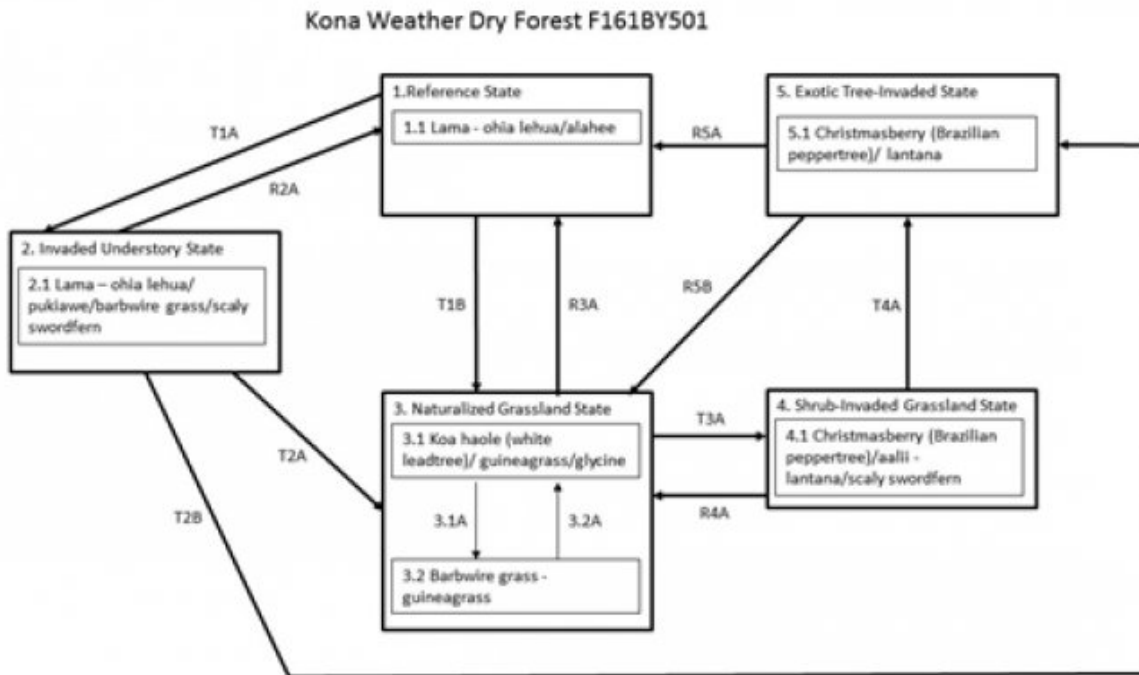 Kona Weather Dry Forest F161BY501
1.Reference State
1.1 Lama - ohia lehua/alahee
5. Exotic Tree-Invaded State
5.1 Christmasberry (Brazilian
peppertree)/ lantana
T1A
R2A
R5A
2. Invaded Understory State
2.1 Lama – ohia lehua/
pukiawe/barbwire grass/scaly
swordfern
T1B
R3A
R5B
T4A
3. Naturalized Grassland State
3.1 Koa haole (white
leadtree)/ guineagrass/glycine
3.1A
3.2A
3.2 Barbwire grass -
guineagrass
T3A
R4A
4. Shrub-Invaded Grassland State
4.1 Christmasberry (Brazilian
peppertree)/aalii -
lantana/scaly swordfern
T2A
T2B